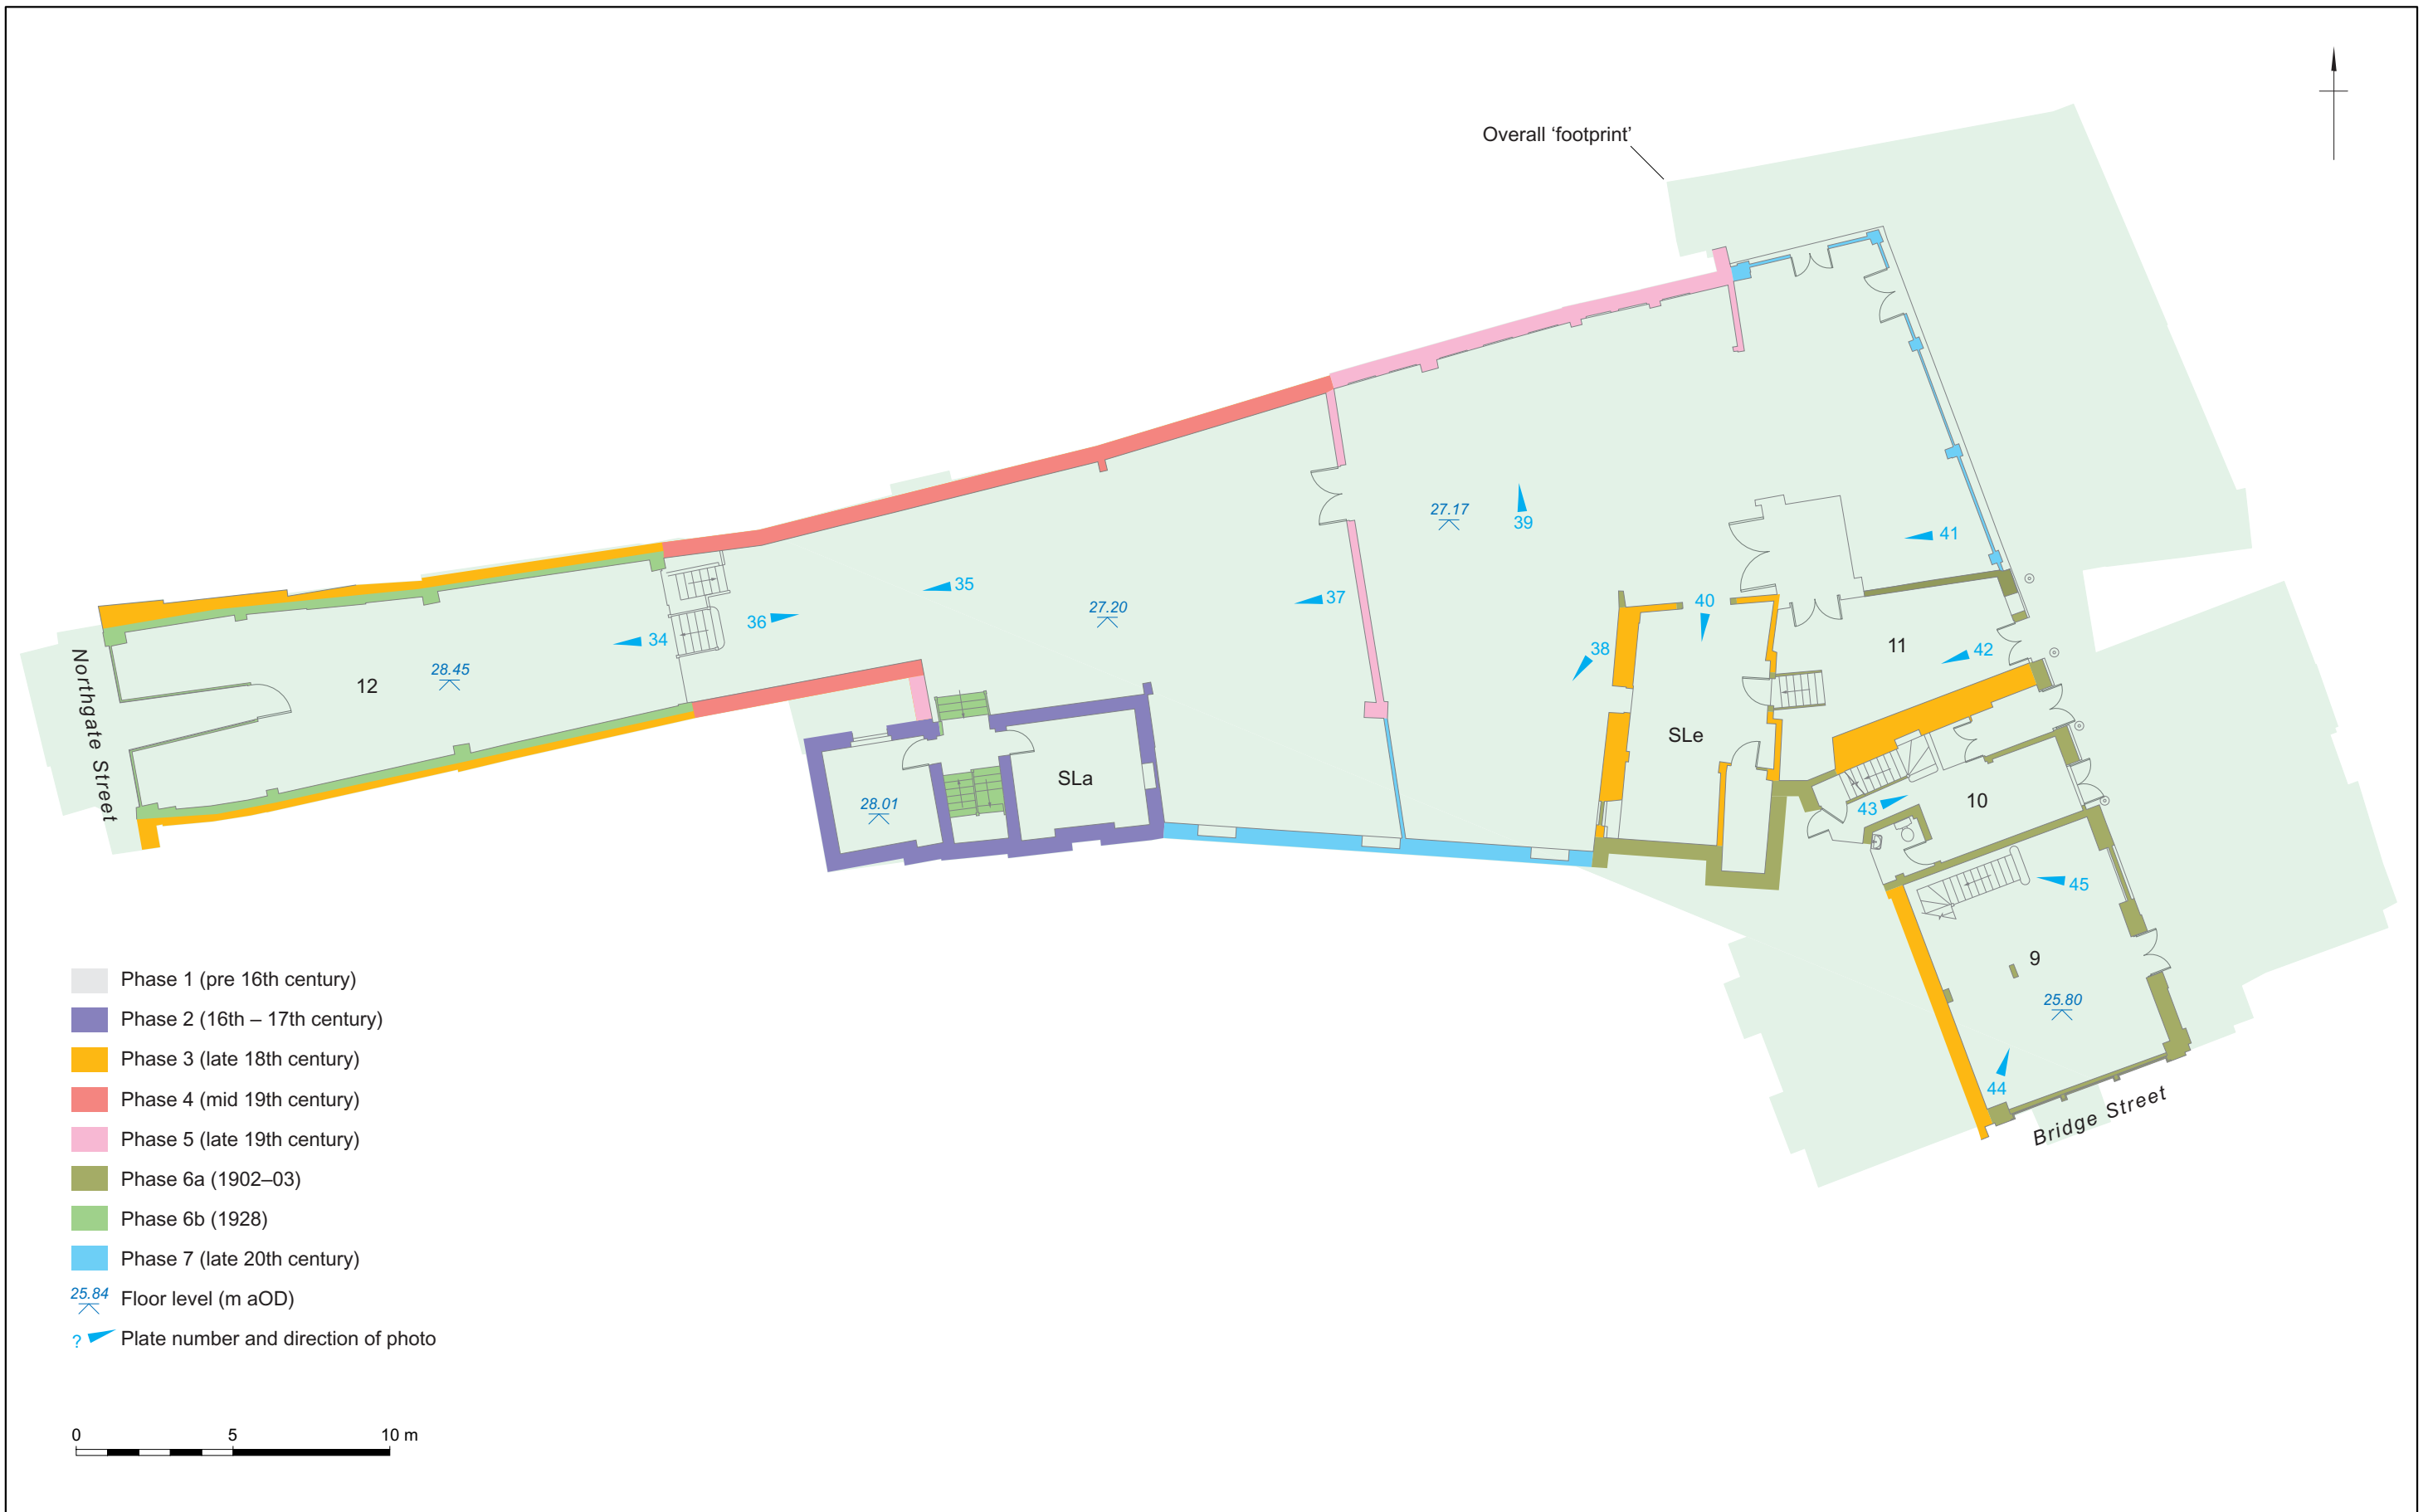 Overall ‘footprint’
39
27.17
41
40
35
37
27.20
36
34
38
11
42
12
28.45
Northgate Street
SLe
SLa
28.01
43
10
45
9
25.80
44
Bridge Street
Phase 1 (pre 16th century)
Phase 2 (16th – 17th century)
Phase 3 (late 18th century)
Phase 4 (mid 19th century)
Phase 5 (late 19th century)
Phase 6a (1902–03)
Phase 6b (1928)
Phase 7 (late 20th century)
25.84 Floor level (m aOD)
? Plate number and direction of photo
0 5 10 m